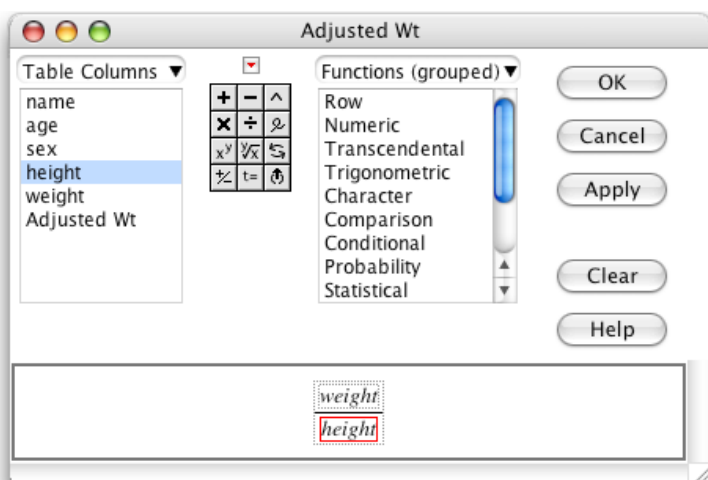 Adjusted Wt
Table Columns
name
age
sex
height
weight
Adjusted Wt
+ − ^
× ÷
xʸ ʸ√x
+/− t=
Functions (grouped)
Row
Numeric
Transcendental
Trigonometric
Character
Comparison
Conditional
Probability
Statistical
OK
Cancel
Apply
Clear
Help
weight
height